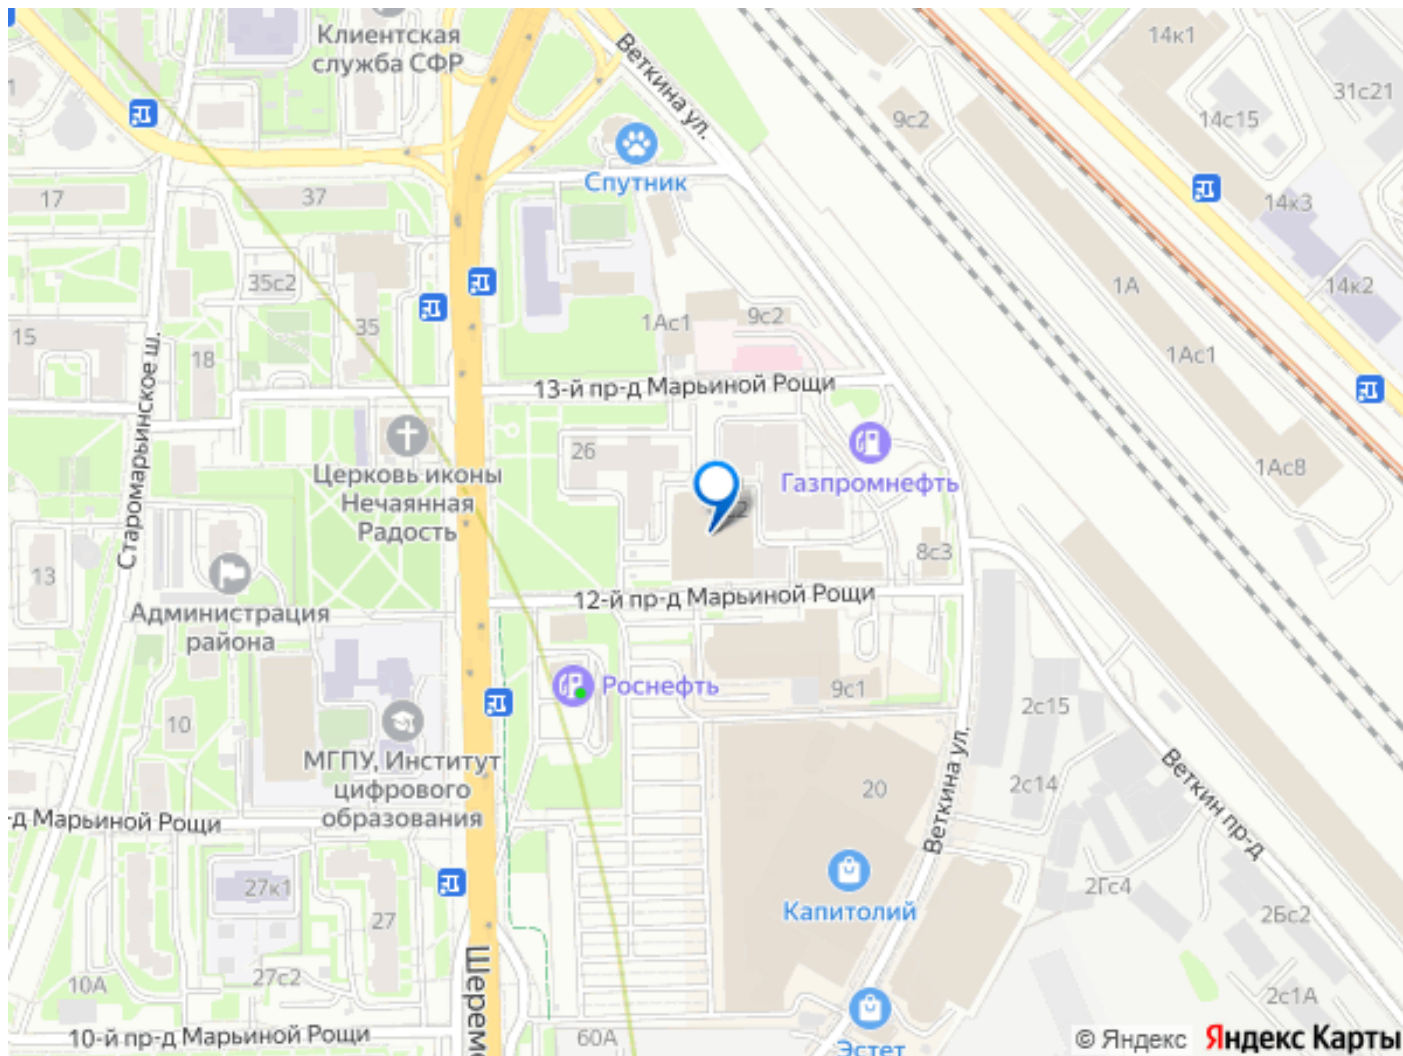 Клиентская
служба СФР
Веткина ул.
14к1
31с21
14с15
9с2
Спутник
17
37
14к3
35с2
1А
14к2
15
35
1Ас1
9с2
18
1Ас1
13-й пр-д Марьиной Рощи
Старомарьинское ш.
26
1Ас8
Церковь иконы
Нечаянная
Радость
Газпромнефть
8с3
13
12-й пр-д Марьиной Рощи
Администрация
района
Роснефть
9с1
2с15
10
МГПУ, Институт
цифрового
образования
20
2с14
Веткина ул.
Веткин пр-д
-д Марьиной Рощи
27к1
Капитолий
2Гс4
27
2Бс2
27с2
10А
Шереме
2с1А
10-й пр-д Марьиной Рощи
60А
Эстет
© Яндекс Яндекс Карты